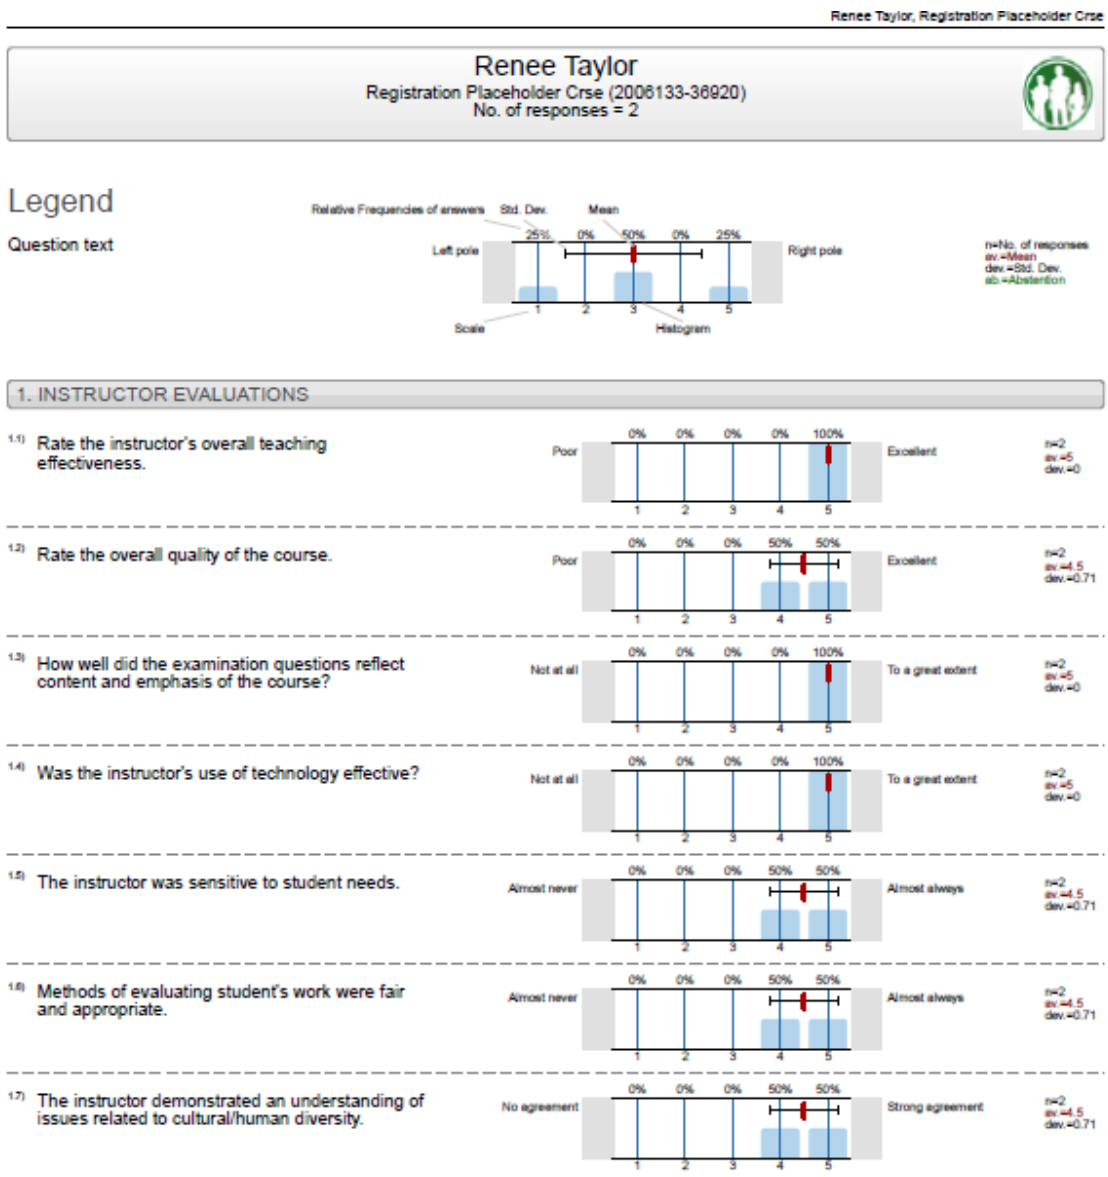 Renee Taylor, Registration Placeholder Crse
Renee Taylor
Registration Placeholder Crse (2006133-36920)
No. of responses = 2
Legend
Relative Frequencies of answers Std. Dev. Mean
Question text
25% 0% 50% 0% 25%
Left pole Right pole
n=No. of responses
av.=Mean
dev.=Std. Dev.
ab.=Abstention
1 2 3 4 5
Scale Histogram
1. INSTRUCTOR EVALUATIONS
1.1) Rate the instructor's overall teaching
effectiveness.
0% 0% 0% 0% 100%
Poor Excellent
n=2
av.=5
dev.=0
1 2 3 4 5
1.2) Rate the overall quality of the course.
0% 0% 0% 50% 50%
Poor Excellent
n=2
av.=4.5
dev.=0.71
1 2 3 4 5
1.3) How well did the examination questions reflect
content and emphasis of the course?
0% 0% 0% 0% 100%
Not at all To a great extent
n=2
av.=5
dev.=0
1 2 3 4 5
1.4) Was the instructor's use of technology effective?
0% 0% 0% 0% 100%
Not at all To a great extent
n=2
av.=5
dev.=0
1 2 3 4 5
1.5) The instructor was sensitive to student needs.
0% 0% 0% 50% 50%
Almost never Almost always
n=2
av.=4.5
dev.=0.71
1 2 3 4 5
1.6) Methods of evaluating student's work were fair
and appropriate.
0% 0% 0% 50% 50%
Almost never Almost always
n=2
av.=4.5
dev.=0.71
1 2 3 4 5
1.7) The instructor demonstrated an understanding of
issues related to cultural/human diversity.
0% 0% 0% 50% 50%
No agreement Strong agreement
n=2
av.=4.5
dev.=0.71
1 2 3 4 5